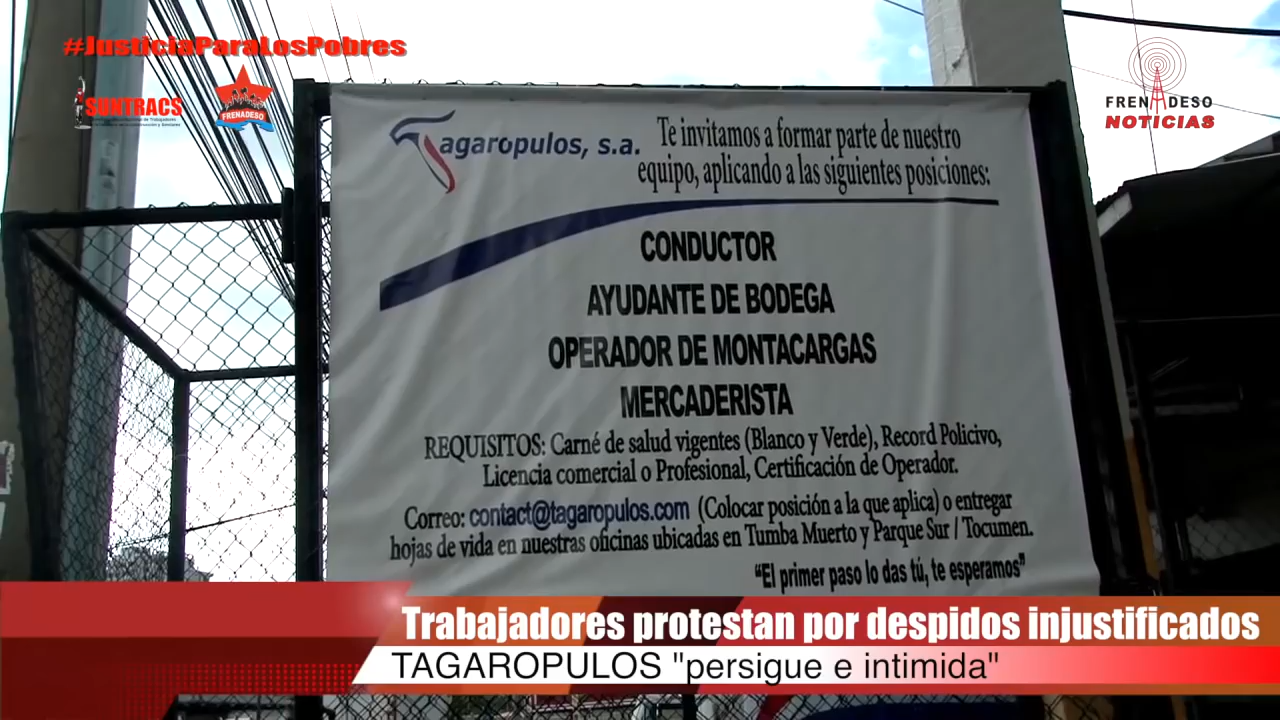 #JusticiaParaLosPobres
SUNTRACS
FRENADESO
FRENADESO
NOTICIAS
Tagaropulos, s.a.
Te invitamos a formar parte de nuestro
equipo, aplicando a las siguientes posiciones:
CONDUCTOR
AYUDANTE DE BODEGA
OPERADOR DE MONTACARGAS
MERCADERISTA
REQUISITOS: Carné de salud vigentes (Blanco y Verde), Record Policivo,
Licencia comercial o Profesional, Certificación de Operador.
Correo: contact@tagaropulos.com (Colocar posición a la que aplica) o entregar
hojas de vida en nuestras oficinas ubicadas en Tumba Muerto y Parque Sur / Tocumen.
"El primer paso lo das tú, te esperamos"
Trabajadores protestan por despidos injustificados
TAGAROPULOS "persigue e intimida"